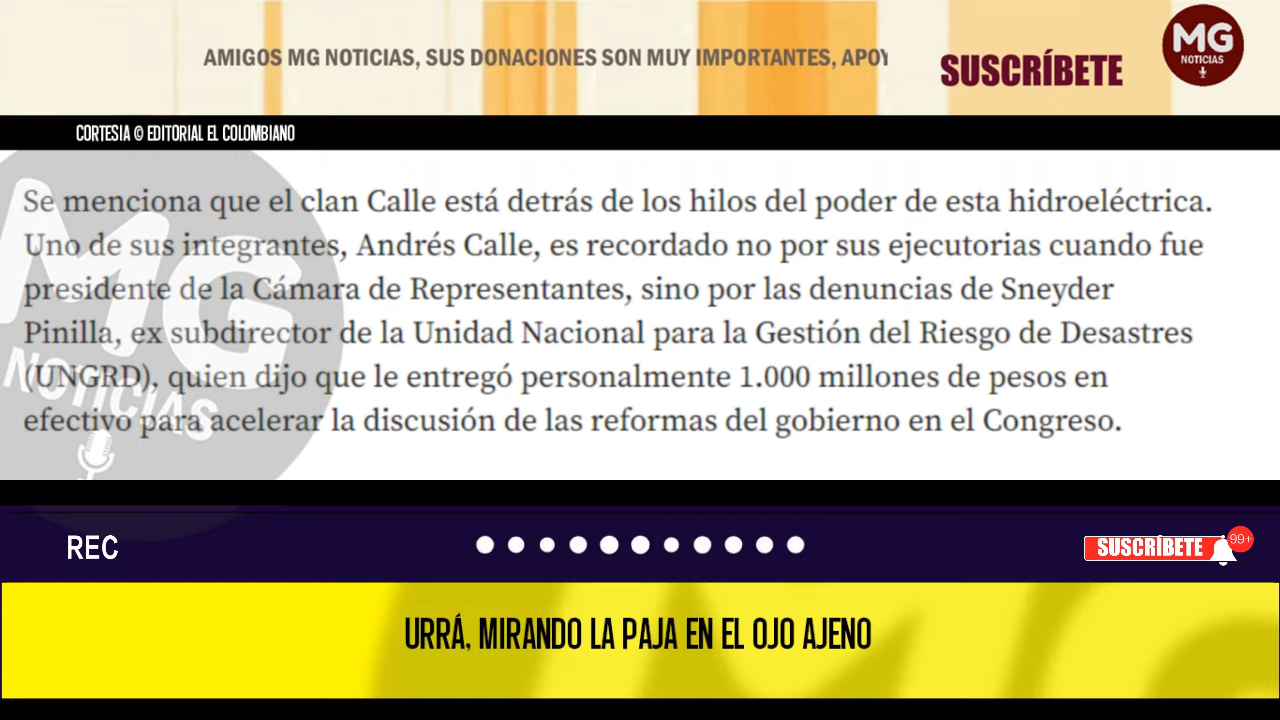 AMIGOS MG NOTICIAS, SUS DONACIONES SON MUY IMPORTANTES, APOY
SUSCRÍBETE
MG
NOTICIAS
CORTESIA © EDITORIAL EL COLOMBIANO
Se menciona que el clan Calle está detrás de los hilos del poder de esta hidroeléctrica.
Uno de sus integrantes, Andrés Calle, es recordado no por sus ejecutorias cuando fue
presidente de la Cámara de Representantes, sino por las denuncias de Sneyder
Pinilla, ex subdirector de la Unidad Nacional para la Gestión del Riesgo de Desastres
(UNGRD), quien dijo que le entregó personalmente 1.000 millones de pesos en
efectivo para acelerar la discusión de las reformas del gobierno en el Congreso.
MG
NOTICIAS
REC
SUSCRÍBETE
99+
URRÁ, MIRANDO LA PAJA EN EL OJO AJENO